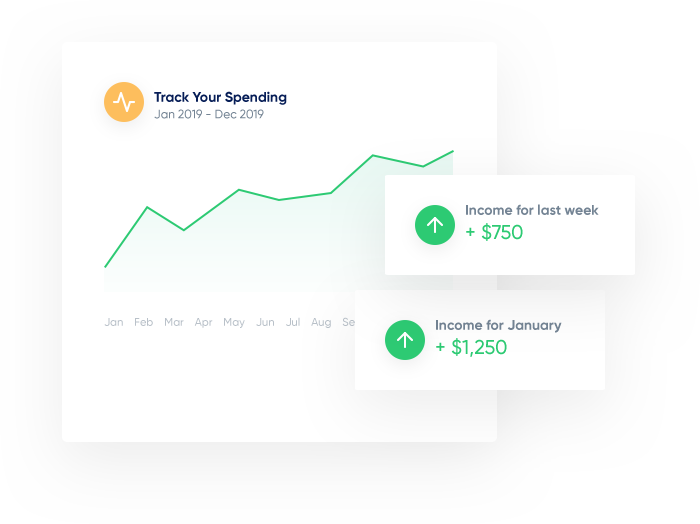 Track Your Spending
Jan 2019 - Dec 2019
Income for last week
+ $750
Jan Feb Mar Apr May Jun Jul Aug
Income for January
+ $1,250